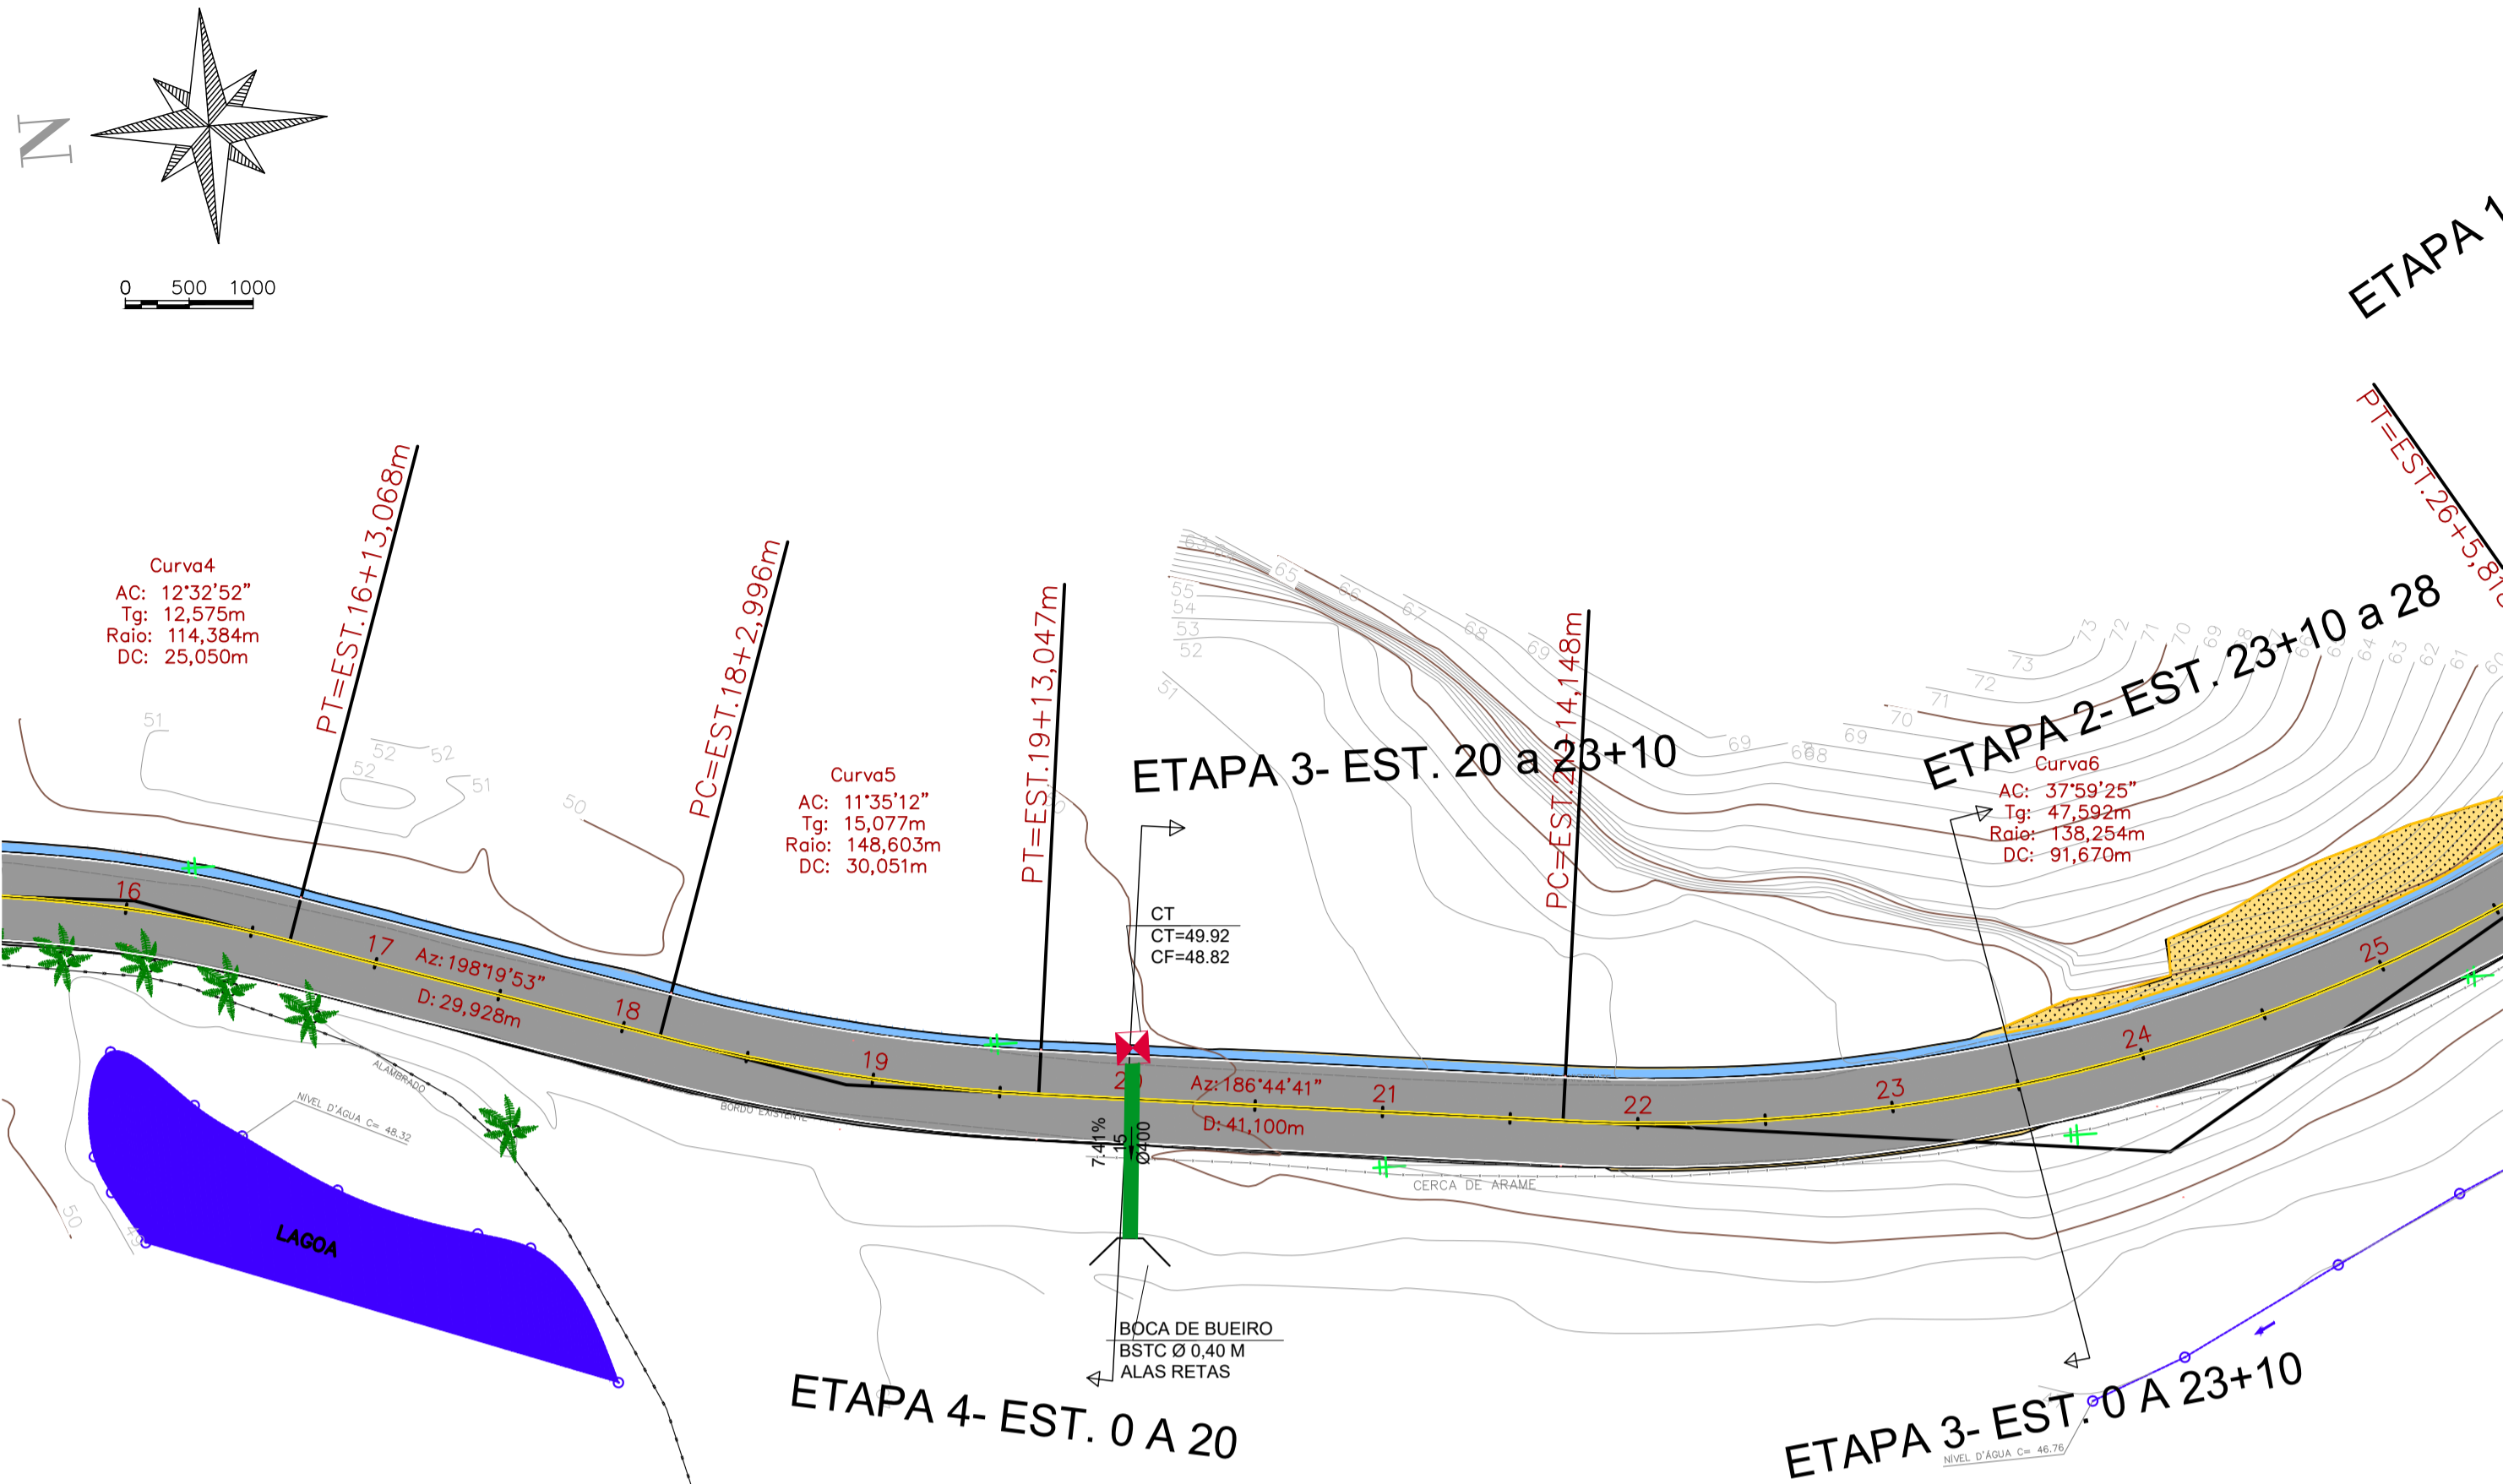 N
0 500 1000
ETAPA 1
Curva4
AC: 12°32'52"
Tg: 12,575m
Raio: 114,384m
DC: 25,050m
PT=EST.16+13,068m
PC=EST.18+2,996m
Curva5
AC: 11°35'12"
Tg: 15,077m
Raio: 148,603m
DC: 30,051m
PT=EST.19+13,047m
ETAPA 3- EST. 20 a 23+10
PC=EST.21+14,148m
ETAPA 2- EST. 23+10 a 28
Curva6
AC: 37°59'25"
Tg: 47,592m
Raio: 138,254m
DC: 91,670m
PT=EST.26+5,81
51
52
52
52
51
50
65
66
67
68
69
55
54
53
52
51
69
68
69
70
71
72
73
73
72
71
70
69
68
64
63
62
61
60
CT
CT=49.92
CF=48.82
16
17
18
19
20
21
22
23
24
25
Az:198°19'53"
D: 29,928m
Az:186°44'41"
D: 41,100m
ALAMBRADO
NÍVEL D'ÁGUA C= 48.32
BORDO EXISTENTE
7.41%
15
Ø400
CERCA DE ARAME
50
49
LAGOA
BOCA DE BUEIRO
BSTC Ø 0,40 M
ALAS RETAS
ETAPA 4- EST. 0 A 20
ETAPA 3- EST. 0 A 23+10
NÍVEL D'ÁGUA C= 46.76